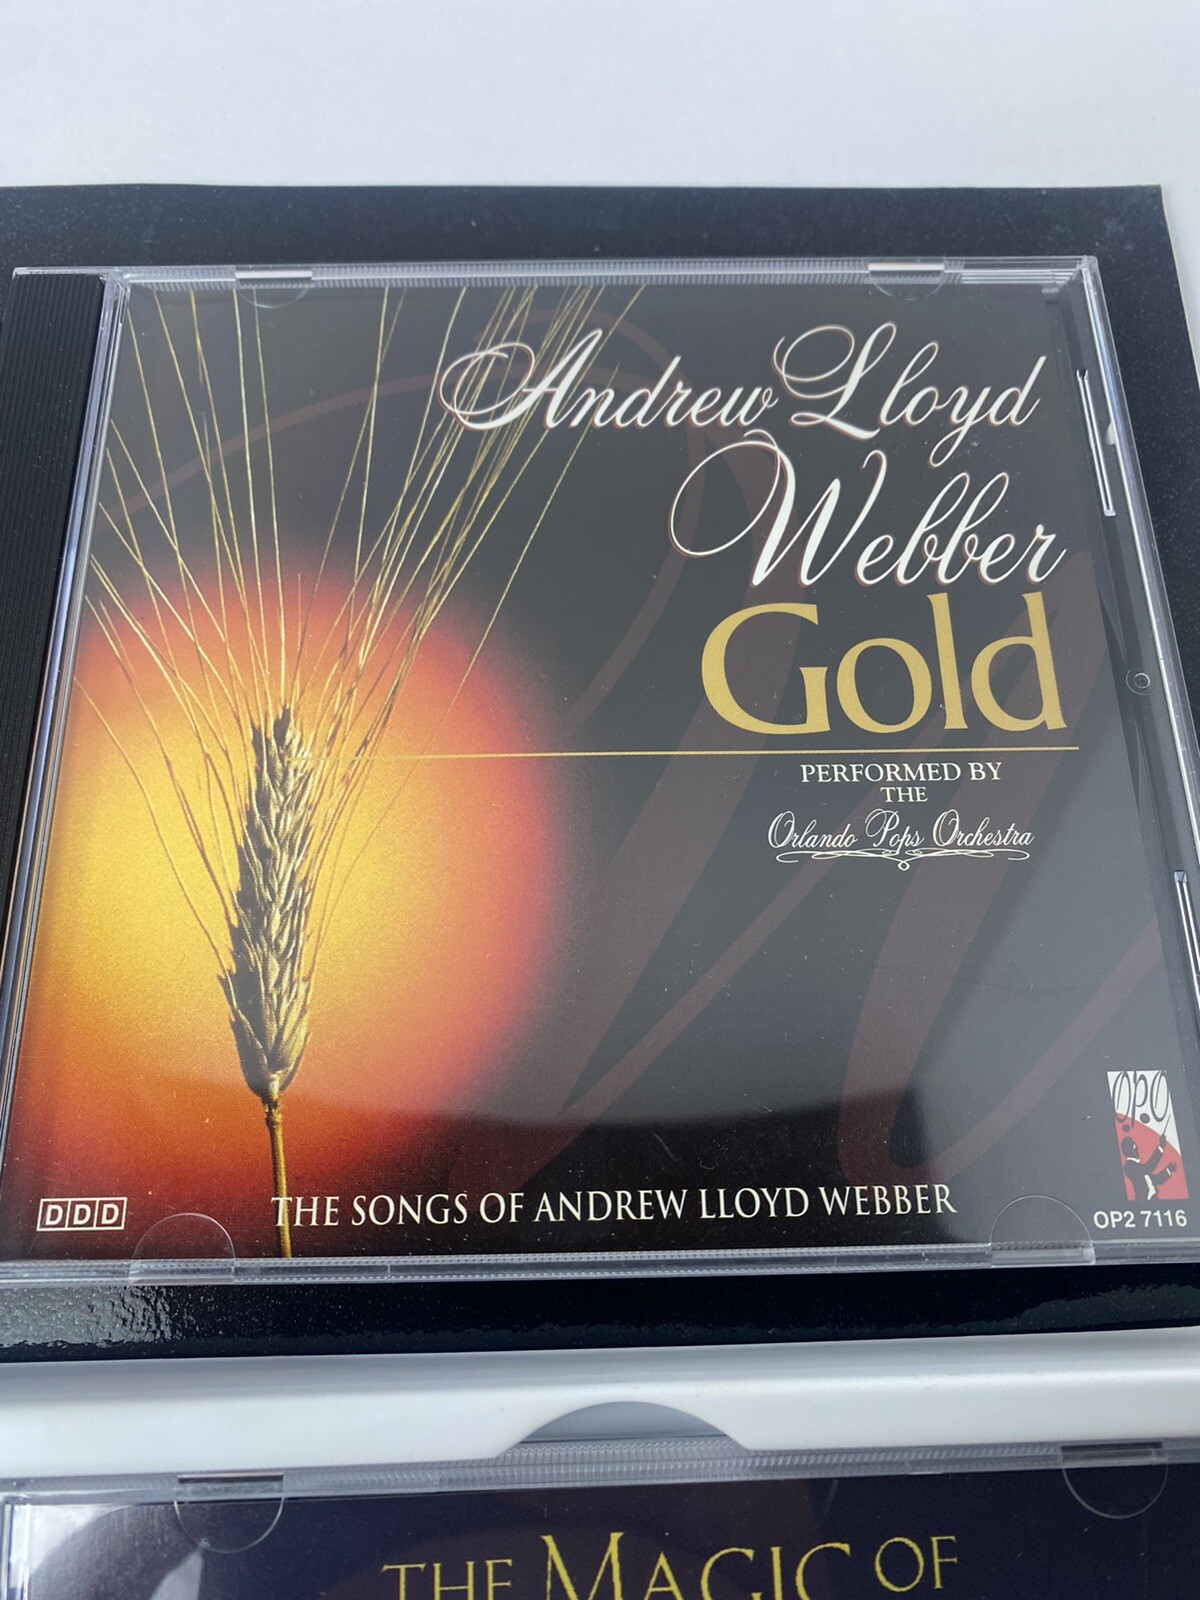 Andrew Lloyd
Webber
Gold
PERFORMED BY
THE
Orlando Pops Orchestra
OPO
DDD
THE SONGS OF ANDREW LLOYD WEBBER
OP2 7116
THE MAGIC OF